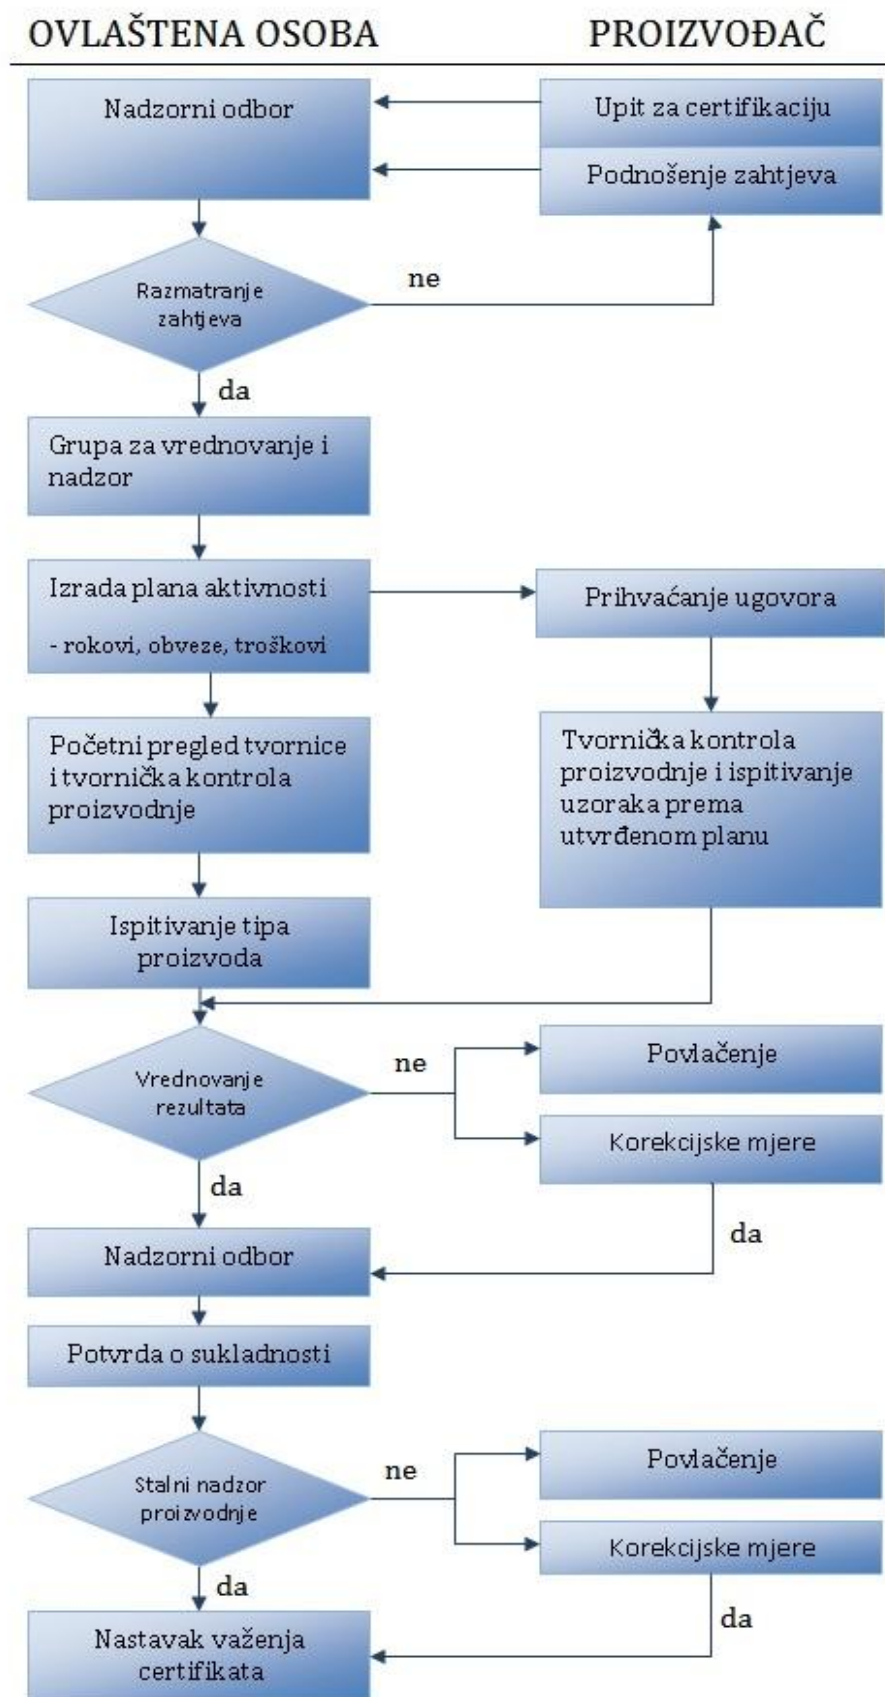 OVLAŠTENA OSOBA
PROIZVOĐAČ
Nadzorni odbor
Upit za certifikaciju
Podnošenje zahtjeva
Razmatranje
zahtjeva
ne
da
Grupa za vrednovanje i
nadzor
Izrada plana aktivnosti
- rokovi, obveze, troškovi
Prihvaćanje ugovora
Početni pregled tvornice
i tvornička kontrola
proizvodnje
Tvornička kontrola
proizvodnje i ispitivanje
uzoraka prema
utvrđenom planu
Ispitivanje tipa
proizvoda
Vrednovanje
rezultata
ne
Povlačenje
Korekcijske mjere
da
da
Nadzorni odbor
Potvrda o sukladnosti
Stalni nadzor
proizvodnje
ne
Povlačenje
Korekcijske mjere
da
da
Nastavak važenja
certifikata